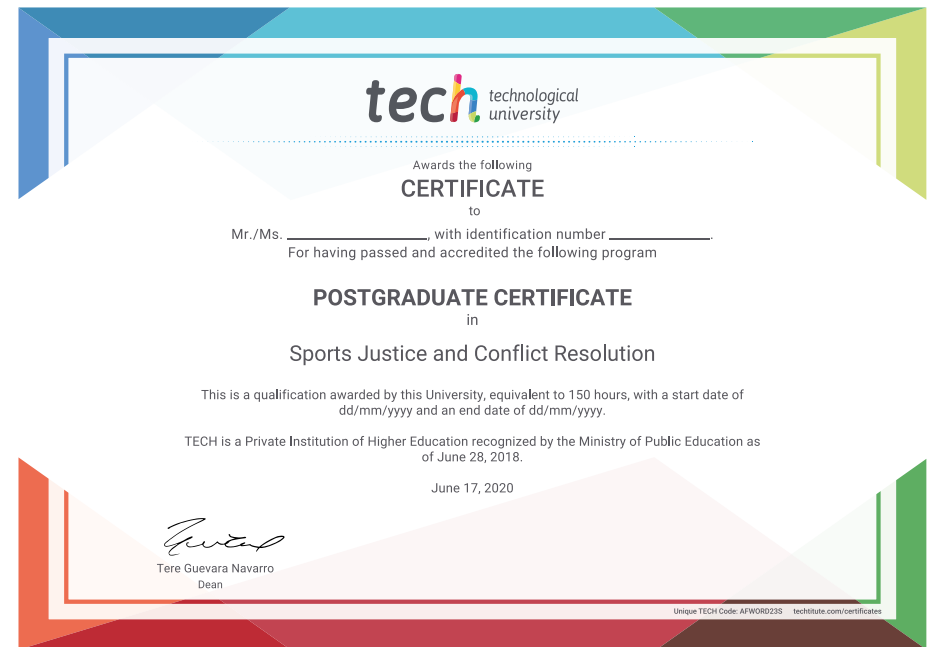 tech technological
university
Awards the following
CERTIFICATE
to
Mr./Ms. ____________________, with identification number ______________.
For having passed and accredited the following program
POSTGRADUATE CERTIFICATE
in
Sports Justice and Conflict Resolution
This is a qualification awarded by this University, equivalent to 150 hours, with a start date of
dd/mm/yyyy and an end date of dd/mm/yyyy.
TECH is a Private Institution of Higher Education recognized by the Ministry of Public Education as
of June 28, 2018.
June 17, 2020
Tere Guevara Navarro
Dean
Unique TECH Code: AFWORD23S techtitute.com/certificates